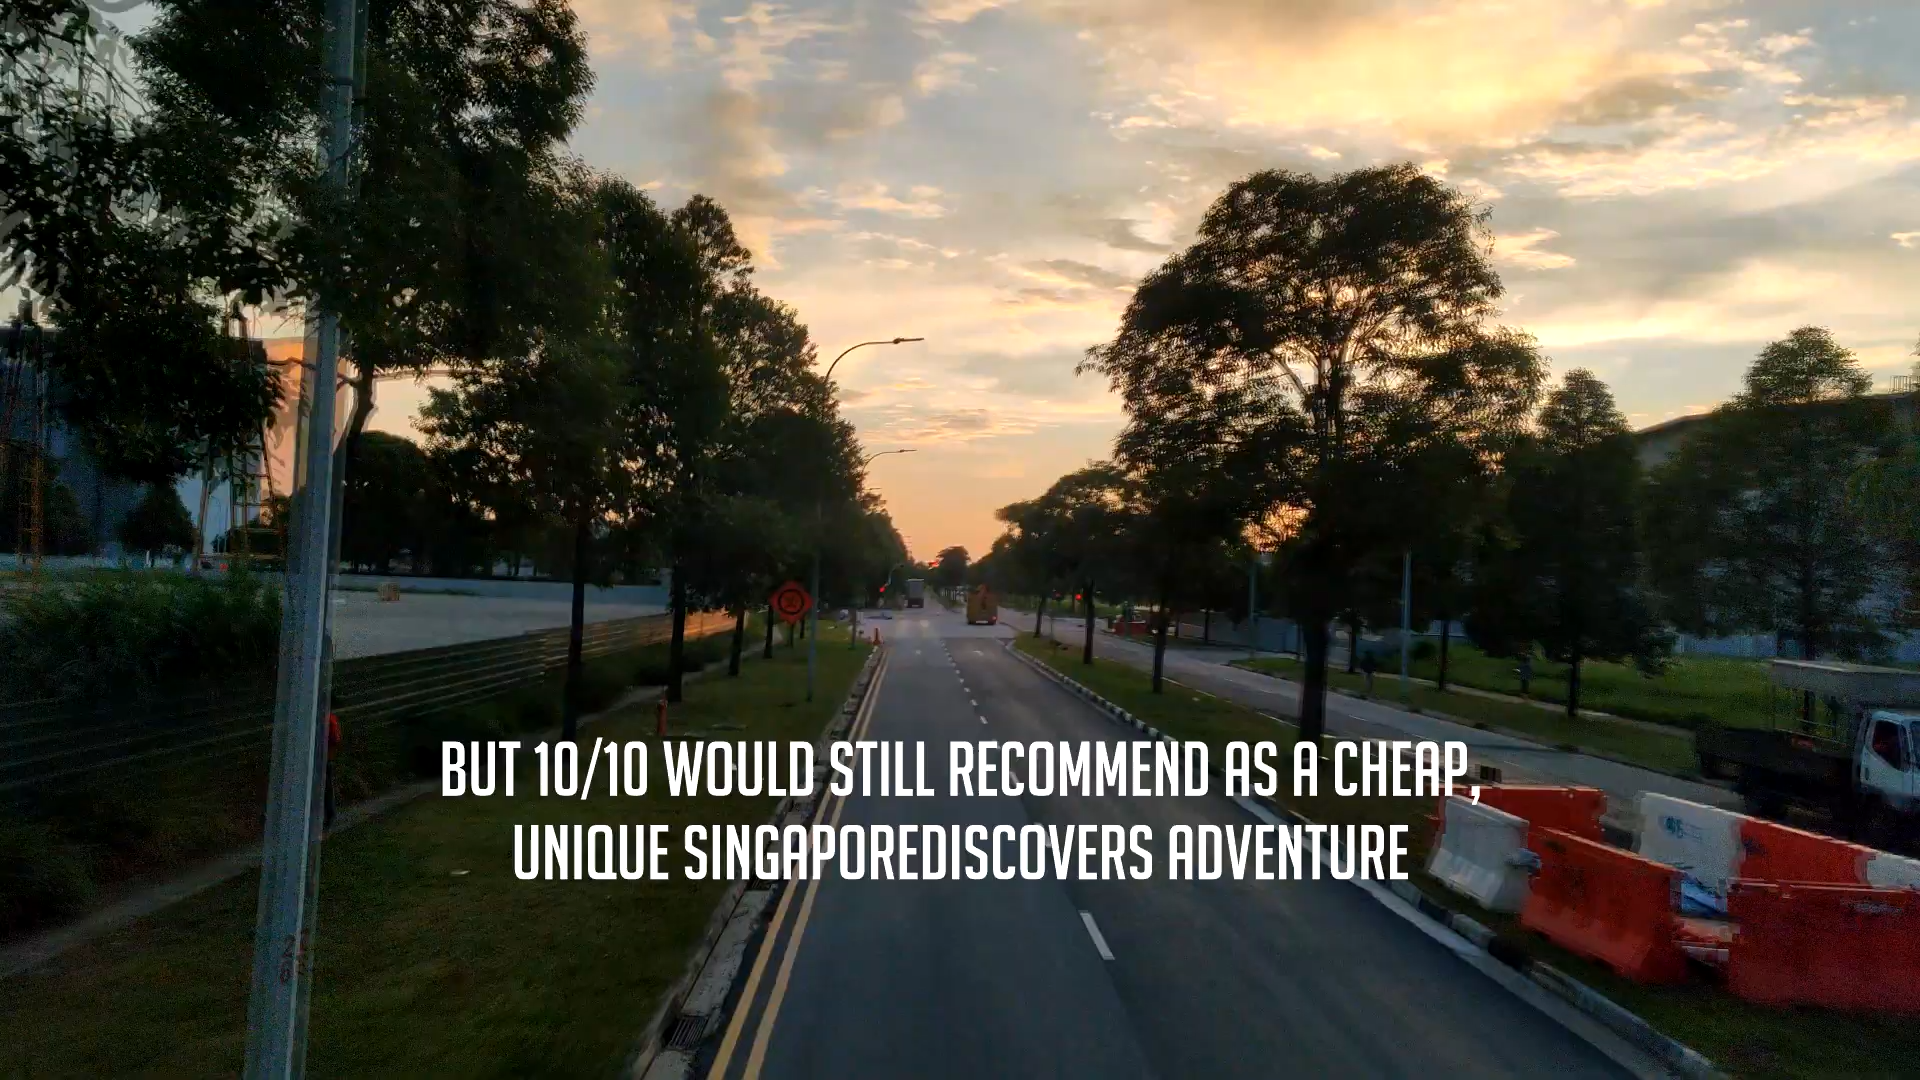 BUT 10/10 WOULD STILL RECOMMEND AS A CHEAP,
UNIQUE SINGAPOREDISCOVERS ADVENTURE